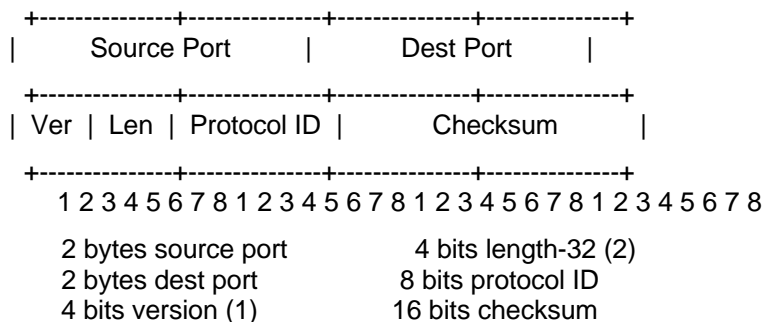 +---------------+---------------+---------------+---------------+
| Source Port | Dest Port |
+---------------+---------------+---------------+---------------+
| Ver | Len | Protocol ID | Checksum |
+---------------+---------------+---------------+---------------+
1 2 3 4 5 6 7 8 1 2 3 4 5 6 7 8 1 2 3 4 5 6 7 8 1 2 3 4 5 6 7 8
2 bytes source port 4 bits length-32 (2)
2 bytes dest port 8 bits protocol ID
4 bits version (1) 16 bits checksum